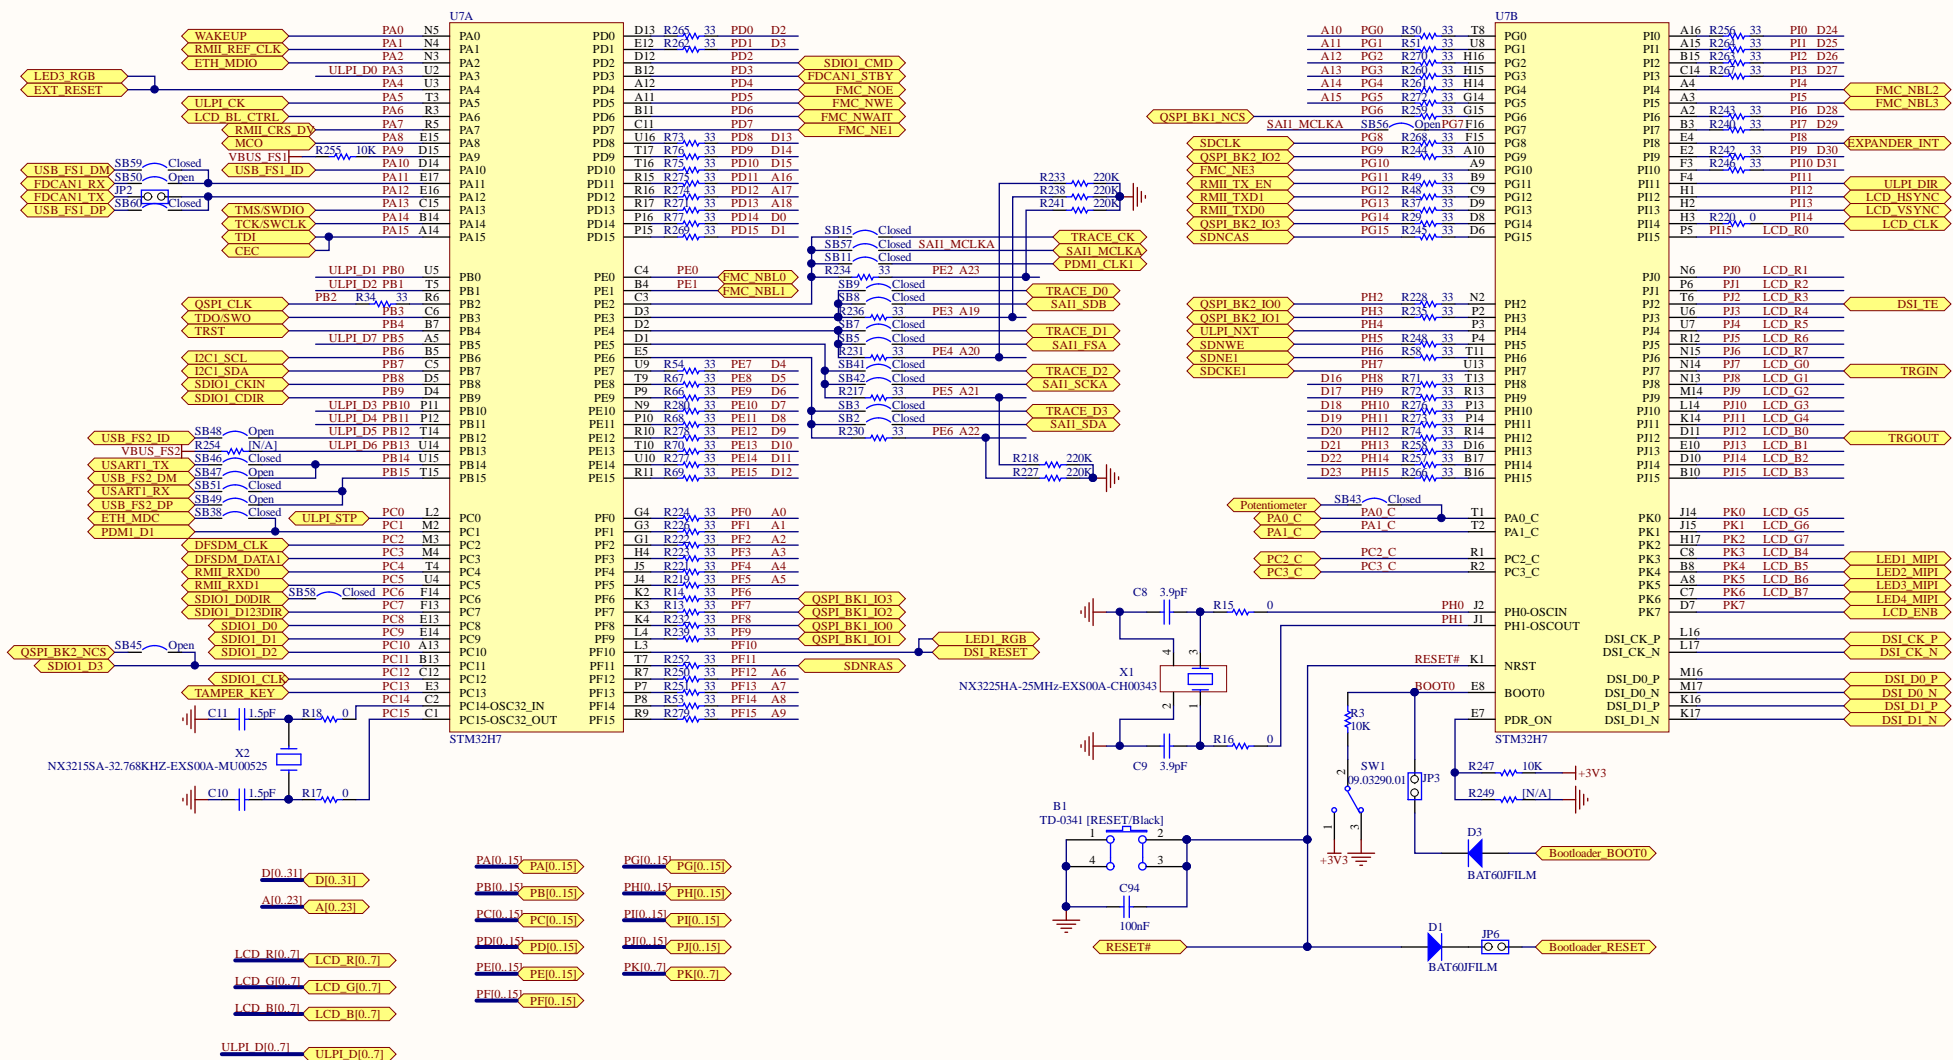 U7A
WAKEUP PA0 N5 PA0 PD0 D13 R265 33 PD0 D2
RMII_REF_CLK PA1 N4 PA1 PD1 E12 R262 33 PD1 D3
ETH_MDIO PA2 N3 PA2 PD2 D12 PD2 SDIO1_CMD
LED3_RGB ULPI_D0 PA3 U2 PA3 PD3 B12 PD3 FDCAN1_STBY
EXT_RESET PA4 U3 PA4 PD4 A12 PD4 FMC_NOE
ULPI_CK PA5 T3 PA5 PD5 A11 PD5 FMC_NWE
LCD_BL_CTRL PA6 R3 PA6 PD6 B11 PD6 FMC_NWAIT
RMII_CRS_DV PA7 R5 PA7 PD7 C11 PD7 FMC_NE1
MCO PA8 E15 PA8 PD8 U16 R73 33 PD8 D13
VBUS_FS1 R255 10K PA9 D15 PA9 PD9 T17 R76 33 PD9 D14
USB_FS1_DM SB59 Closed USB_FS1_ID PA10 D14 PA10 PD10 T16 R75 33 PD10 D15
FDCAN1_RX SB50 Open PA11 E17 PA11 PD11 R15 R275 33 PD11 A16
FDCAN1_TX JP2 PA12 E16 PA12 PD12 R16 R274 33 PD12 A17
USB_FS1_DP SB60 Closed TMS/SWDIO PA13 C15 PA13 PD13 R17 R271 33 PD13 A18
TCK/SWCLK PA14 B14 PA14 PD14 P16 R77 33 PD14 D0
TDI PA15 A14 PA15 PD15 P15 R269 33 PD15 D1
CEC
ULPI_D1 PB0 U5 PB0 PE0 C4 PE0 FMC_NBL0
ULPI_D2 PB1 T5 PB1 PE1 B4 PE1 FMC_NBL1
QSPI_CLK PB2 R34 33 R6 PB2 PE2 C3
TDO/SWO PB3 C6 PB3 PE3 D3
TRST PB4 B7 PB4 PE4 D2
ULPI_D7 PB5 A5 PB5 PE5 D1
I2C1_SCL PB6 B5 PB6 PE6 E5
I2C1_SDA PB7 C5 PB7 PE7 U9 R54 33 PE7 D4
SDIO1_CKIN PB8 D5 PB8 PE8 T9 R67 33 PE8 D5
SDIO1_CDIR PB9 D4 PB9 PE9 P9 R66 33 PE9 D6
ULPI_D3 PB10 P11 PB10 PE10 N9 R280 33 PE10 D7
ULPI_D4 PB11 P12 PB11 PE11 P10 R68 33 PE11 D8
USB_FS2_ID SB48 Open ULPI_D5 PB12 T14 PB12 PE12 R10 R278 33 PE12 D9
VBUS_FS2 R254 [N/A] ULPI_D6 PB13 U14 PB13 PE13 T10 R70 33 PE13 D10
USART1_TX SB46 Closed PB14 U15 PB14 PE14 U10 R277 33 PE14 D11
USB_FS2_DM SB47 Open PB15 T15 PB15 PE15 R11 R69 33 PE15 D12
USART1_RX SB51 Closed
USB_FS2_DP SB49 Open
ETH_MDC SB38 Closed ULPI_STP PC0 L2 PC0 PF0 G4 R224 33 PF0 A0
PDM1_D1 PC1 M2 PC1 PF1 G3 R226 33 PF1 A1
DFSDM_CLK PC2 M3 PC2 PF2 G1 R222 33 PF2 A2
DFSDM_DATA1 PC3 M4 PC3 PF3 H4 R223 33 PF3 A3
RMII_RXD0 PC4 T4 PC4 PF4 J5 R221 33 PF4 A4
RMII_RXD1 PC5 U4 PC5 PF5 J4 R219 33 PF5 A5
SDIO1_D0DIR SB58 Closed PC6 F14 PC6 PF6 K2 R14 33 PF6 QSPI_BK1_IO3
SDIO1_D123DIR PC7 F13 PC7 PF7 K3 R13 33 PF7 QSPI_BK1_IO2
SDIO1_D0 PC8 E13 PC8 PF8 K4 R232 33 PF8 QSPI_BK1_IO0
SDIO1_D1 PC9 E14 PC9 PF9 L4 R239 33 PF9 QSPI_BK1_IO1
QSPI_BK2_NCS SB45 Open SDIO1_D2 PC10 A13 PC10 PF10 L3 PF10 LED1_RGB
DSI_RESET
SDIO1_D3 PC11 B13 PC11 PF11 T7 R252 33 PF11 SDNRAS
SDIO1_CLK PC12 C12 PC12 PF12 R7 R250 33 PF12 A6
TAMPER_KEY PC13 E3 PC13 PF13 P7 R251 33 PF13 A7
PC14 C2 PC14-OSC32_IN PF14 P8 R53 33 PF14 A8
C11 1.5pF R18 0 PC15 C1 PC15-OSC32_OUT PF15 R9 R279 33 PF15 A9
STM32H7
X2
NX3215SA-32.768KHZ-EXS00A-MU00525
C10 1.5pF R17 0
R233 220K
R238 220K
R241 220K
SB15 Closed TRACE_CK
SB57 Closed SAI1_MCLKA SAI1_MCLKA
SB11 Closed PDM1_CLK1
R234 33 PE2 A23
SB9 Closed TRACE_D0
SB8 Closed SAI1_SDB
R236 33 PE3 A19
SB7 Closed TRACE_D1
SB5 Closed SAI1_FSA
R231 33 PE4 A20
SB41 Closed TRACE_D2
SB42 Closed SAI1_SCKA
R217 33 PE5 A21
SB3 Closed TRACE_D3
SB2 Closed SAI1_SDA
R230 33 PE6 A22
R218 220K
R227 220K
U7B
A10 PG0 R50 33 T8 PG0 PI0 A16 R256 33 PI0 D24
A11 PG1 R51 33 U8 PG1 PI1 A15 R264 33 PI1 D25
A12 PG2 R270 33 H16 PG2 PI2 B15 R263 33 PI2 D26
A13 PG3 R260 33 H15 PG3 PI3 C14 R267 33 PI3 D27
A14 PG4 R261 33 H14 PG4 PI4 A4 PI4 FMC_NBL2
A15 PG5 R272 33 G14 PG5 PI5 A3 PI5 FMC_NBL3
QSPI_BK1_NCS PG6 R259 33 G15 PG6 PI6 A2 R243 33 PI6 D28
SAI1_MCLKA SB56 Open PG7 F16 PG7 PI7 B3 R240 33 PI7 D29
SDCLK PG8 R268 33 F15 PG8 PI8 E4 PI8 EXPANDER_INT
QSPI_BK2_IO2 PG9 R244 33 A10 PG9 PI9 E2 R242 33 PI9 D30
FMC_NE3 PG10 A9 PG10 PI10 F3 R246 33 PI10 D31
RMII_TX_EN PG11 R49 33 B9 PG11 PI11 F4 PI11 ULPI_DIR
RMII_TXD1 PG12 R48 33 C9 PG12 PI12 H1 PI12 LCD_HSYNC
RMII_TXD0 PG13 R37 33 D9 PG13 PI13 H2 PI13 LCD_VSYNC
QSPI_BK2_IO3 PG14 R29 33 D8 PG14 PI14 H3 R220 0 PI14 LCD_CLK
SDNCAS PG15 R245 33 D6 PG15 PI15 P5 PI15 LCD_R0
PJ0 N6 PJ0 LCD_R1
PJ1 P6 PJ1 LCD_R2
QSPI_BK2_IO0 PH2 R228 33 N2 PH2 PJ2 T6 PJ2 LCD_R3 DSI_TE
QSPI_BK2_IO1 PH3 R235 33 P2 PH3 PJ3 U6 PJ3 LCD_R4
ULPI_NXT PH4 P3 PH4 PJ4 U7 PJ4 LCD_R5
SDNWE PH5 R248 33 P4 PH5 PJ5 R12 PJ5 LCD_R6
SDNE1 PH6 R58 33 T11 PH6 PJ6 N15 PJ6 LCD_R7
SDCKE1 PH7 U13 PH7 PJ7 N14 PJ7 LCD_G0 TRGIN
D16 PH8 R71 33 T13 PH8 PJ8 N13 PJ8 LCD_G1
D17 PH9 R72 33 R13 PH9 PJ9 M14 PJ9 LCD_G2
D18 PH10 R276 33 P13 PH10 PJ10 L14 PJ10 LCD_G3
D19 PH11 R273 33 P14 PH11 PJ11 K14 PJ11 LCD_G4
D20 PH12 R74 33 R14 PH12 PJ12 D11 PJ12 LCD_B0 TRGOUT
D21 PH13 R258 33 D16 PH13 PJ13 E10 PJ13 LCD_B1
D22 PH14 R257 33 B17 PH14 PJ14 D10 PJ14 LCD_B2
D23 PH15 R266 33 B16 PH15 PJ15 B10 PJ15 LCD_B3
Potentiometer SB43 Closed
PA0_C PA0_C T1 PA0_C PK0 J14 PK0 LCD_G5
PA1_C PA1_C T2 PA1_C PK1 J15 PK1 LCD_G6
PK2 H17 PK2 LCD_G7
PC2_C PC2_C R1 PC2_C PK3 C8 PK3 LCD_B4 LED1_MIPI
PC3_C PC3_C R2 PC3_C PK4 B8 PK4 LCD_B5 LED2_MIPI
PK5 A8 PK5 LCD_B6 LED3_MIPI
PK6 C7 PK6 LCD_B7 LED4_MIPI
C8 3.9pF R15 0 PH0 J2 PH0-OSCIN PK7 D7 PK7 LCD_ENB
PH1 J1 PH1-OSCOUT
DSI_CK_P L16 DSI_CK_P
DSI_CK_N L17 DSI_CK_N
RESET# K1 NRST
DSI_D0_P M16 DSI_D0_P
BOOT0 E8 BOOT0 DSI_D0_N M17 DSI_D0_N
DSI_D1_P K16 DSI_D1_P
E7 PDR_ON DSI_D1_N K17 DSI_D1_N
STM32H7
4 3
X1
NX3225HA-25MHz-EXS00A-CH00343
2 1
R16 0
C9 3.9pF
R3
10K
2 SW1
09.03290.01
JP3
1 3
+3V3
R247 10K +3V3
R249 [N/A]
D3
BAT60JFILM
Bootloader_BOOT0
B1
TD-0341 [RESET/Black]
1 2
4 3
C94
100nF
RESET#
D1
BAT60JFILM
JP6
Bootloader_RESET
D[0..31] D[0..31]
A[0..23] A[0..23]
LCD_R[0..7] LCD_R[0..7]
LCD_G[0..7] LCD_G[0..7]
LCD_B[0..7] LCD_B[0..7]
ULPI_D[0..7] ULPI_D[0..7]
PA[0..15] PA[0..15]
PB[0..15] PB[0..15]
PC[0..15] PC[0..15]
PD[0..15] PD[0..15]
PE[0..15] PE[0..15]
PF[0..15] PF[0..15]
PG[0..15] PG[0..15]
PH[0..15] PH[0..15]
PI[0..15] PI[0..15]
PJ[0..15] PJ[0..15]
PK[0..7] PK[0..7]